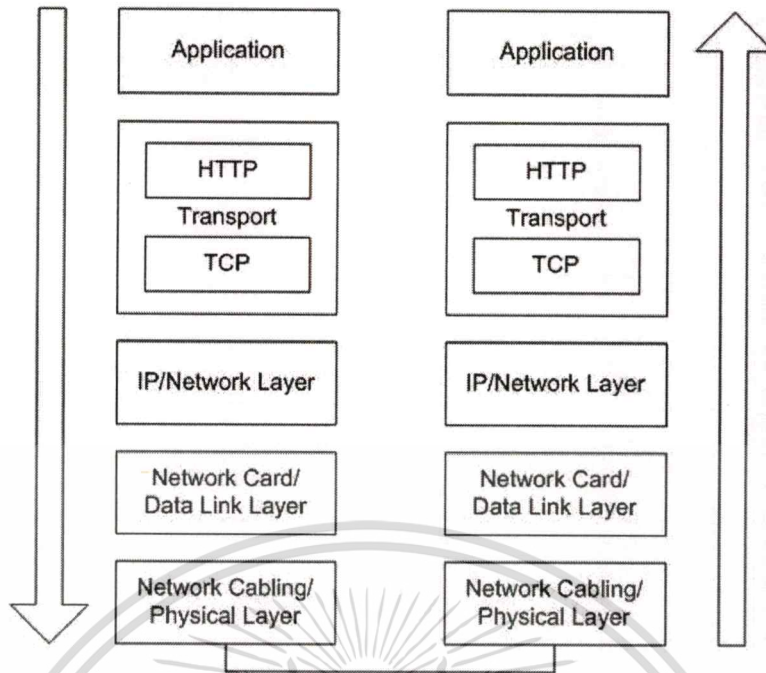 Application
HTTP
Transport
TCP
IP/Network Layer
Network Card/
Data Link Layer
Network Cabling/
Physical Layer
Application
HTTP
Transport
TCP
IP/Network Layer
Network Card/
Data Link Layer
Network Cabling/
Physical Layer